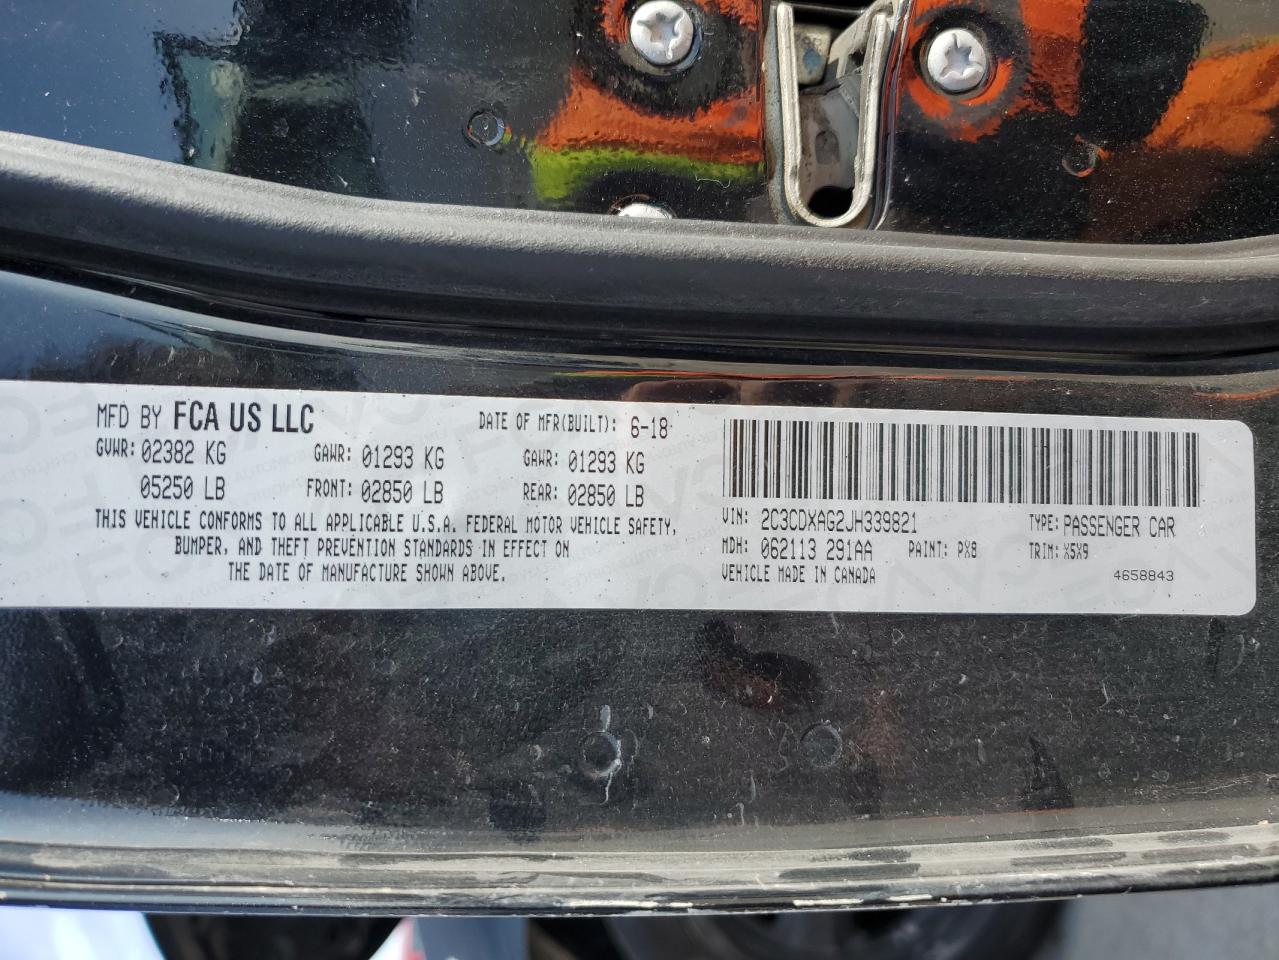 MFD BY FCA US LLC DATE OF MFR(BUILT): 6-18
GVWR: 02382 KG GAWR: 01293 KG GAWR: 01293 KG
05250 LB FRONT: 02850 LB REAR: 02850 LB
THIS VEHICLE CONFORMS TO ALL APPLICABLE U.S.A. FEDERAL MOTOR VEHICLE SAFETY,
BUMPER, AND THEFT PREVENTION STANDARDS IN EFFECT ON
THE DATE OF MANUFACTURE SHOWN ABOVE.
VIN: 2C3CDXAG2JH339821 TYPE: PASSENGER CAR
MDH: 062113 291AA PAINT: PX8 TRIM: X5X9
VEHICLE MADE IN CANADA 4658843